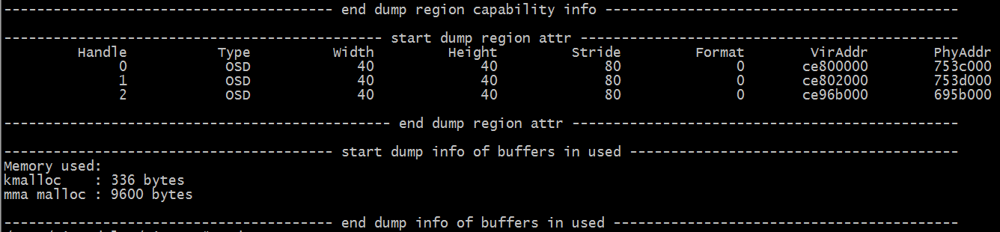 ---------------------------------------- end dump region capability info -------------------------------------------
---------------------------------------------- start dump region attr ----------------------------------------------
Handle Type Width Height Stride Format VirAddr PhyAddr
0 OSD 40 40 80 0 ce800000 753c000
1 OSD 40 40 80 0 ce802000 753d000
2 OSD 40 40 80 0 ce96b000 695b000
----------------------------------------------- end dump region attr -----------------------------------------------
---------------------------------------- start dump info of buffers in used ----------------------------------------
Memory used:
kmalloc    : 336 bytes
mma malloc : 9600 bytes
---------------------------------------- end dump info of buffers in used ------------------------------------------